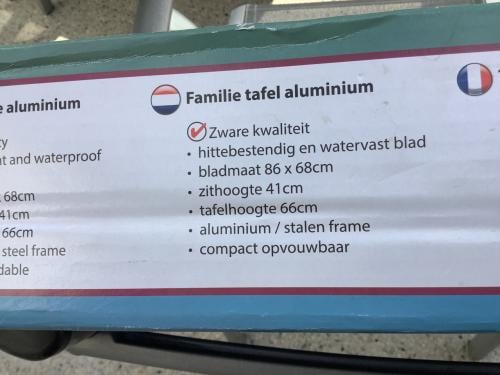 e aluminium
ty
nt and waterproof
x 68cm
41cm
66cm
steel frame
dable
Familie tafel aluminium
Zware kwaliteit
• hittebestendig en watervast blad
• bladmaat 86 x 68cm
• zithoogte 41cm
• tafelhoogte 66cm
• aluminium / stalen frame
• compact opvouwbaar